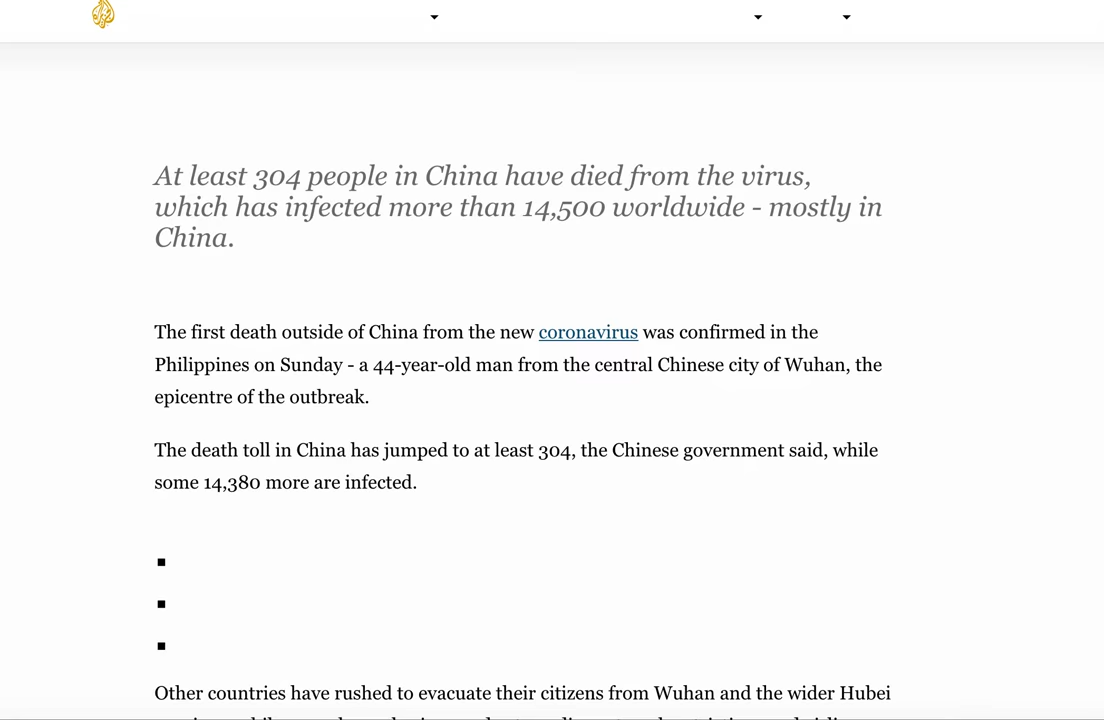 At least 304 people in China have died from the virus,
which has infected more than 14,500 worldwide - mostly in
China.
The first death outside of China from the new coronavirus was confirmed in the
Philippines on Sunday - a 44-year-old man from the central Chinese city of Wuhan, the
epicentre of the outbreak.
The death toll in China has jumped to at least 304, the Chinese government said, while
some 14,380 more are infected.
Other countries have rushed to evacuate their citizens from Wuhan and the wider Hubei